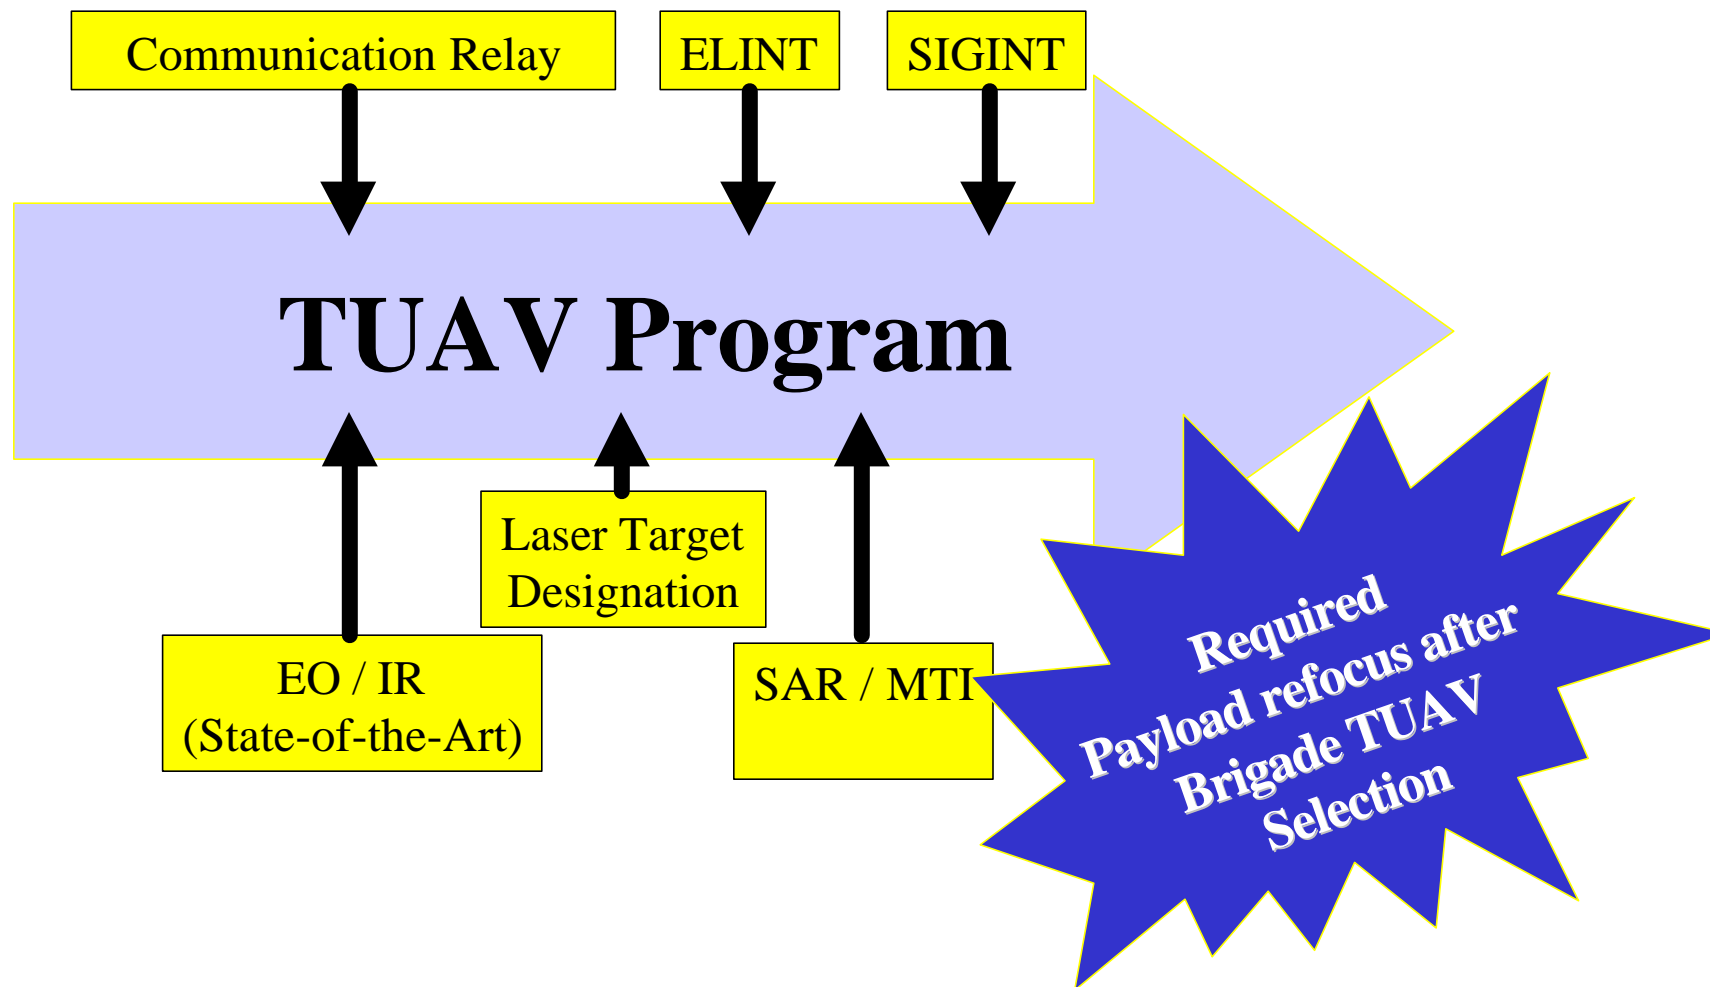 Communication Relay
ELINT
SIGINT
TUAV Program
Laser Target
Designation
EO / IR
(State-of-the-Art)
SAR / MTI
Required
Payload refocus after
Brigade TUAV
Selection